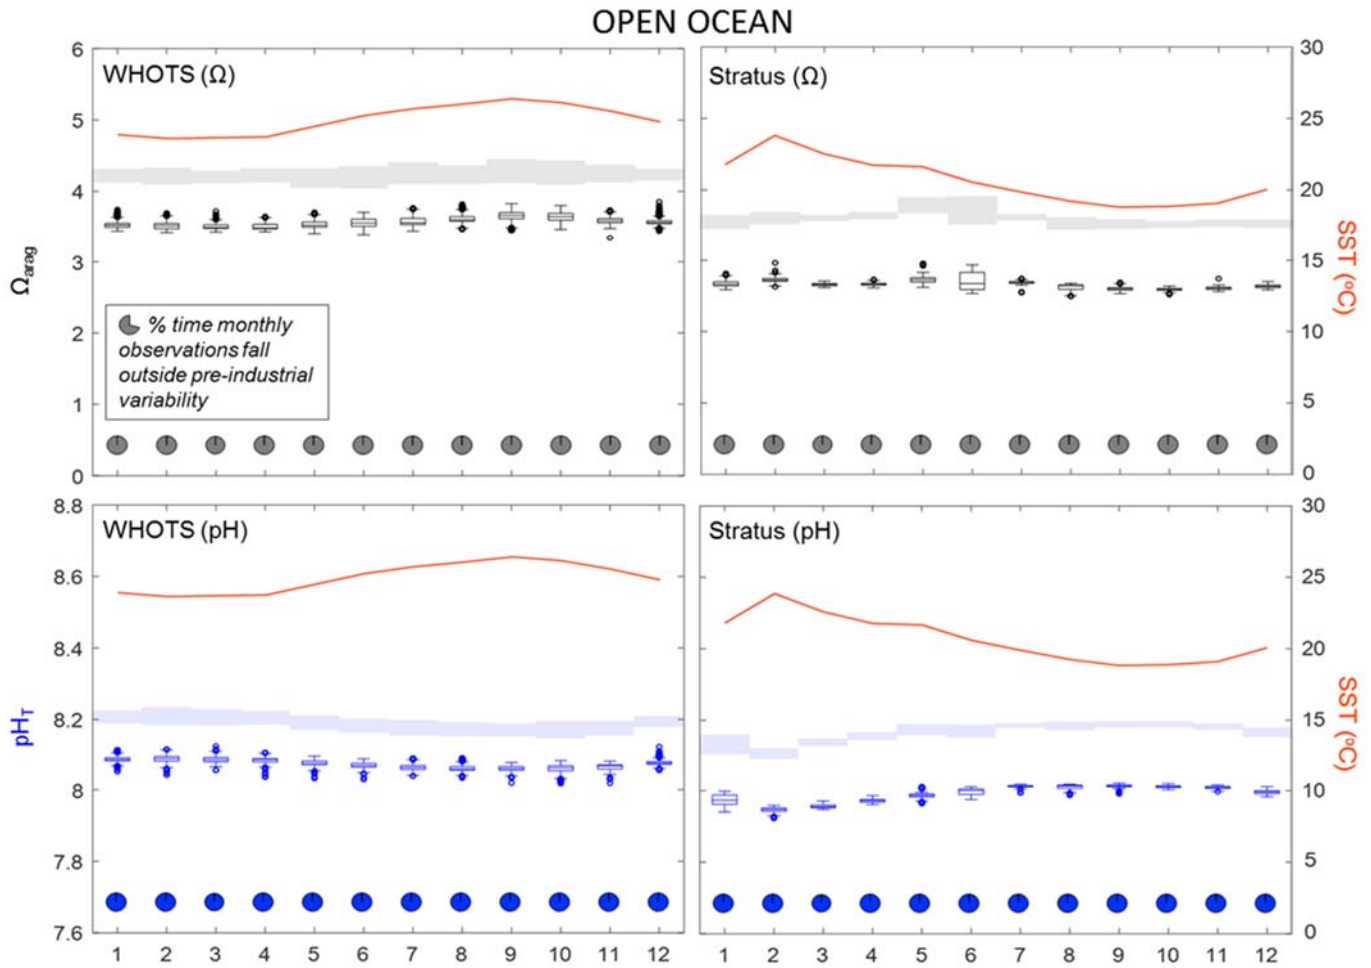 OPEN OCEAN
6
5
4
3
2
1
0
Ωarag
WHOTS (Ω)
% time monthly
observations fall
outside pre-industrial
variability
Stratus (Ω)
30
25
20
15
10
5
0
SST (ºC)
8.8
8.6
8.4
8.2
8
7.8
7.6
pHT
WHOTS (pH)
1 2 3 4 5 6 7 8 9 10 11 12
Stratus (pH)
30
25
20
15
10
5
0
SST (ºC)
1 2 3 4 5 6 7 8 9 10 11 12